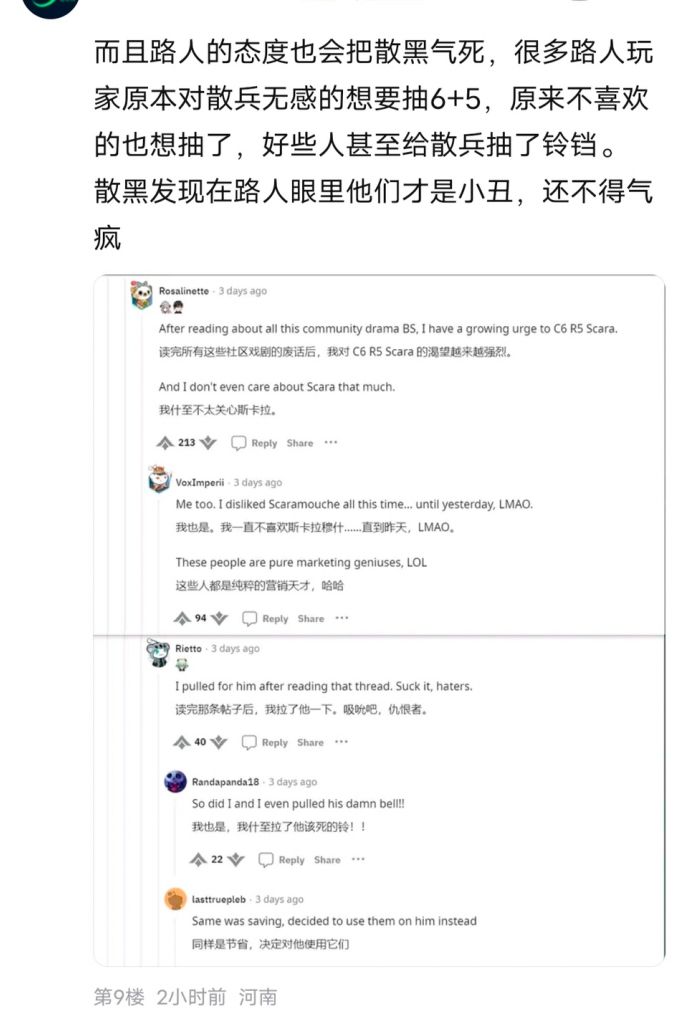 而且路人的态度也会把散黑气死，很多路人玩
家原本对散兵无感的想要抽6+5，原来不喜欢
的也想抽了，好些人甚至给散兵抽了铃铛。
散黑发现在路人眼里他们才是小丑，还不得气
疯
Rosalinette · 3 days ago
After reading about all this community drama BS, I have a growing urge to C6 R5 Scara.
读完所有这些社区戏剧的废话后，我对 C6 R5 Scara 的渴望越来越强烈。
And I don't even care about Scara that much.
我什至不太关心斯卡拉。
213 Reply Share ···
VoxImperii · 3 days ago
Me too. I disliked Scaramouche all this time... until yesterday, LMAO.
我也是。我一直不喜欢斯卡拉穆什……直到昨天，LMAO。
These people are pure marketing geniuses, LOL
这些人都是纯粹的营销天才，哈哈
94 Reply Share ···
Rietto · 3 days ago
I pulled for him after reading that thread. Suck it, haters.
读完那条帖子后，我拉了他一下。吸吮吧，仇恨者。
40 Reply Share ···
Randapanda18 · 3 days ago
So did I and I even pulled his damn bell!!
我也是，我什至拉了他该死的铃！！
22 Reply Share ···
lasttruepleb · 3 days ago
Same was saving, decided to use them on him instead
同样是节省，决定对他使用它们
第9楼 2小时前 河南